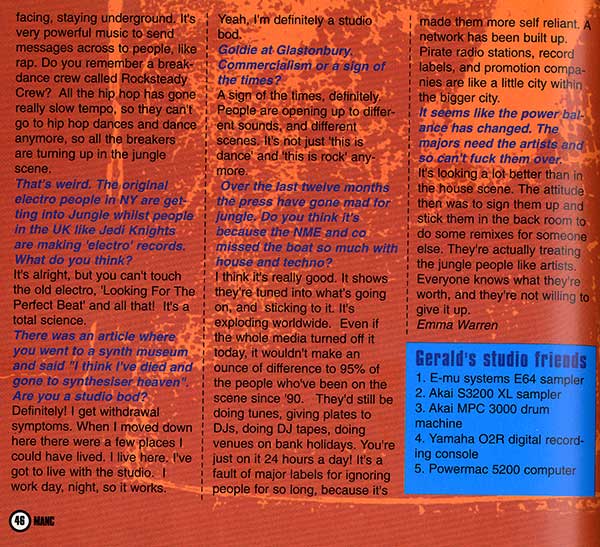 facing, staying underground. It's
very powerful music to send
messages across to people, like
rap. Do you remember a break-
dance crew called Rocksteady
Crew?  All the hip hop has gone
really slow tempo, so they can't
go to hip hop dances and dance
anymore, so all the breakers
are turning up in the jungle
scene.
That's weird. The original
electro people in NY are get-
ting into Jungle whilst people
in the UK like Jedi Knights
are making 'electro' records.
What do you think?
It's alright, but you can't touch
the old electro, 'Looking For The
Perfect Beat' and all that!  It's a
total science.
There was an article where
you went to a synth museum
and said "I think I've died and
gone to synthesiser heaven".
Are you a studio bod?
Definitely! I get withdrawal
symptoms. When I moved down
here there were a few places I
could have lived. I live here. I've
got to live with the studio.  I
work day, night, so it works.
Yeah, I'm definitely a studio
bod.
Goldie at Glastonbury.
Commercialism or a sign of
the times?
A sign of the times, definitely.
People are opening up to differ-
ent sounds, and different
scenes. It's not just 'this is
dance' and 'this is rock' any-
more.
Over the last twelve months
the press have gone mad for
jungle. Do you think it's
because the NME and co
missed the boat so much with
house and techno?
I think it's really good. It shows
they're tuned into what's going
on, and  sticking to it. It's
exploding worldwide.  Even if
the whole media turned off it
today, it wouldn't make an
ounce of difference to 95% of
the people who've been on the
scene since '90.   They'd still be
doing tunes, giving plates to
DJs, doing DJ tapes, doing
venues on bank holidays. You're
just on it 24 hours a day! It's a
fault of major labels for ignoring
people for so long, because it's
made them more self reliant. A
network has been built up.
Pirate radio stations, record
labels, and promotion compa-
nies are like a little city within
the bigger city.
It seems like the power bal-
ance has changed. The
majors need the artists and
so can't fuck them over.
It's looking a lot better than in
the house scene. The attitude
then was to sign them up and
stick them in the back room to
do some remixes for someone
else. They're actually treating
the jungle people like artists.
Everyone knows what they're
worth, and they're not willing to
give it up.
Emma Warren
Gerald's studio friends
1. E-mu systems E64 sampler
2. Akai S3200 XL sampler
3. Akai MPC 3000 drum
machine
4. Yamaha O2R digital record-
ing console
5. Powermac 5200 computer
46 MANC